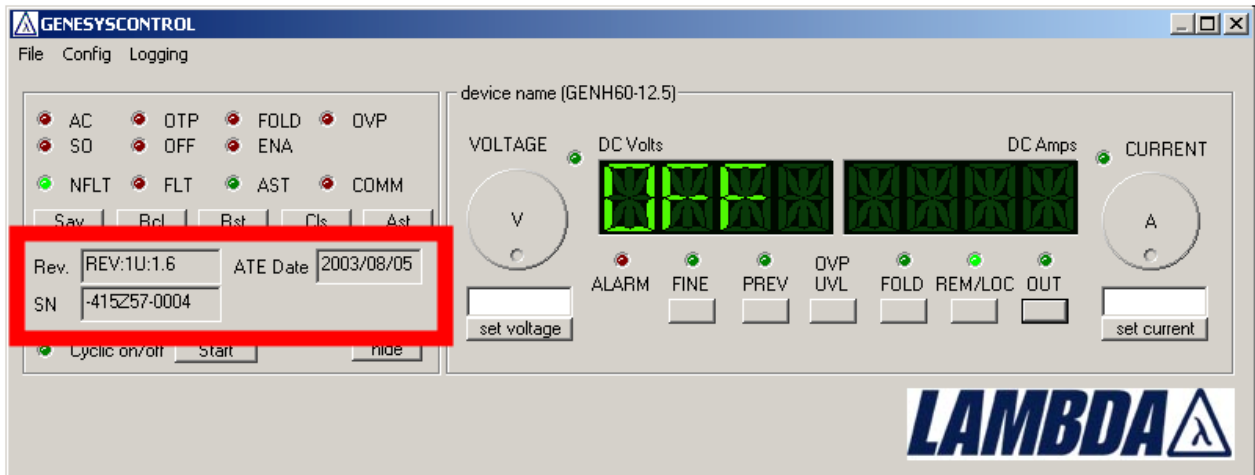 GENESYSCONTROL
File Config Logging
AC OTP FOLD OVP
SO OFF ENA
NFLT FLT AST COMM
Sav Rcl Rst Cls Ast
Rev. REV:1U:1.6 ATE Date 2003/08/05
SN -415Z57-0004
Cyclic on/off Start hide
device name (GENH60-12.5)
VOLTAGE DC Volts DC Amps CURRENT
OFF
V A
ALARM FINE PREV OVP UVL FOLD REM/LOC OUT
set voltage set current
LAMBDA λ